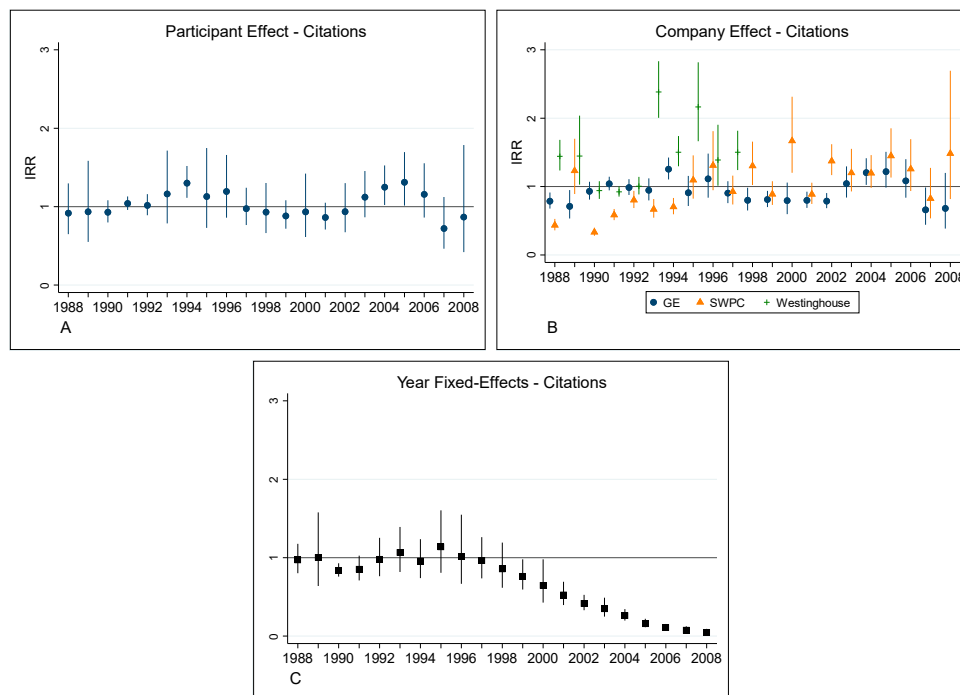 Participant Effect - Citations
3
2
1
0
IRR
1988 1990 1992 1994 1996 1998 2000 2002 2004 2006 2008
A
Company Effect - Citations
3
2
1
0
IRR
1988 1990 1992 1994 1996 1998 2000 2002 2004 2006 2008
GE SWPC Westinghouse
B
Year Fixed-Effects - Citations
3
2
1
0
1988 1990 1992 1994 1996 1998 2000 2002 2004 2006 2008
C